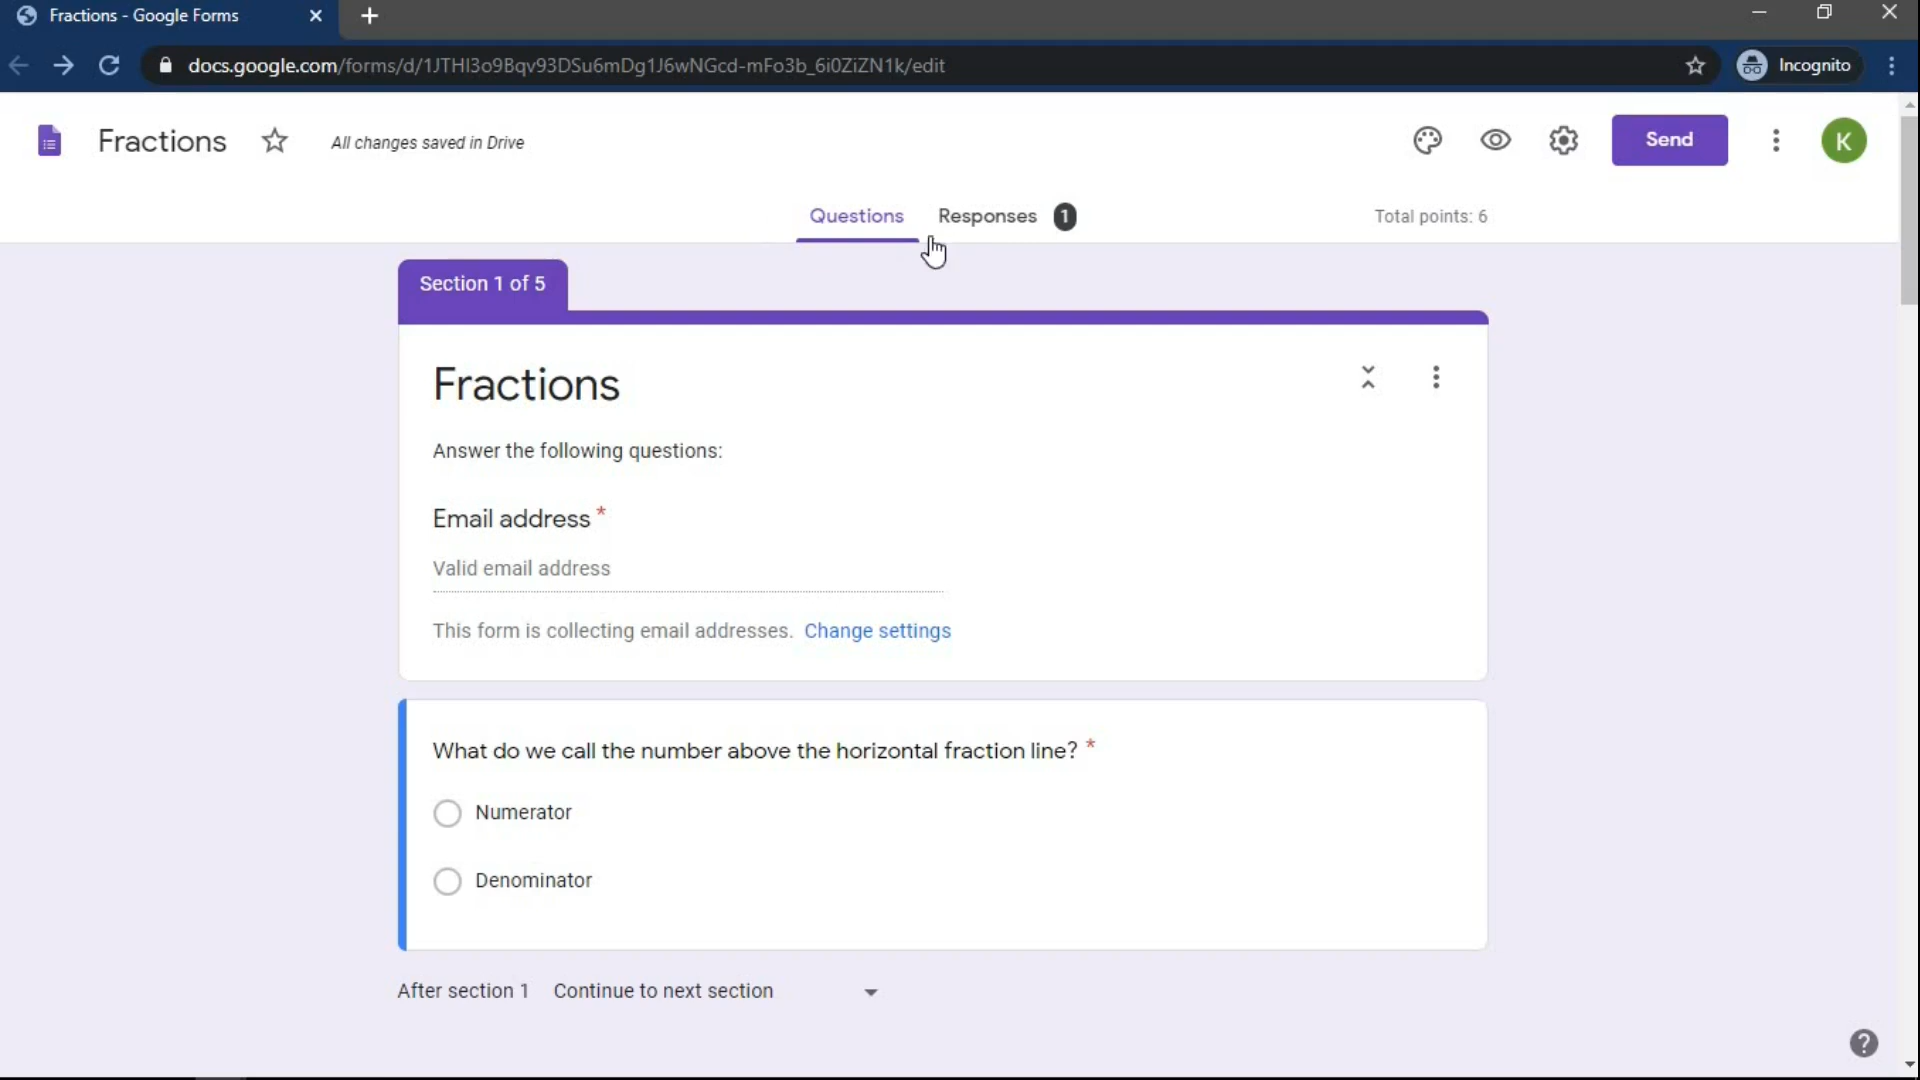 Fractions - Google Forms
docs.google.com/forms/d/1JTHI3o9Bqv93DSu6mDg1J6wNGcd-mFo3b_6i0ZiZN1k/edit
Incognito
Fractions
All changes saved in Drive
Send
K
Questions
Responses 1
Total points: 6
Section 1 of 5
Fractions
Answer the following questions:
Email address *
Valid email address
This form is collecting email addresses. Change settings
What do we call the number above the horizontal fraction line? *
Numerator
Denominator
After section 1 Continue to next section